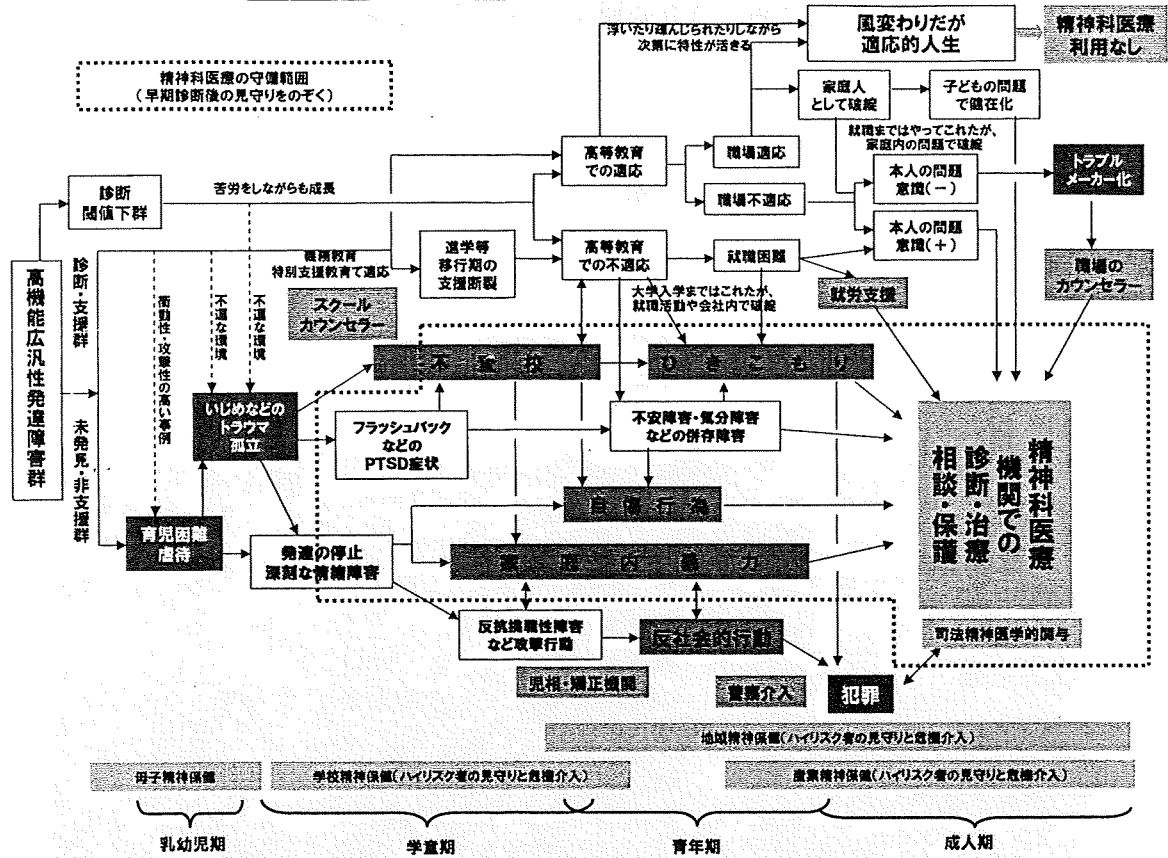 浮いたり疎んじられたりしながら
次第に特性が活きる
風変わりだが
適応的人生
精神科医療
利用なし
精神科医療の守備範囲
(早期診断後の見守りをのぞく)
家庭人
として破綻
子どもの問題
で顕在化
就職まではやってこれたが、
家庭内の問題で破綻
高等教育
での適応
職場適応
職場不適応
本人の問題
意識(-)
本人の問題
意識(+)
トラブル
メーカー化
診断
閾値下群
苦労をしながらも成長
義務教育
特別支援教育で適応
進学等
移行期の
支援断裂
高等教育
での不適応
就職困難
大学入学まではこれたが、
就職活動や会社内で破綻
就労支援
職場の
カウンセラー
高機能広汎性発達障害群
診断・支援群
未発見・非支援群
衝動性・攻撃性の高い事例
不運な環境
不運な環境
スクール
カウンセラー
不登校
ひきこもり
いじめなどの
トラウマ
孤立
フラッシュバック
などの
PTSD症状
不安障害・気分障害
などの併存障害
自傷行為
育児困難
虐待
発達の停止
深刻な情緒障害
家庭内暴力
精神科医療
機関での
診断・治療
相談・保護
反抗挑戦性障害
など攻撃行動
反社会的行動
司法精神医学的関与
児相・矯正機関
警察介入
犯罪
地域精神保健(ハイリスク者の見守りと危機介入)
母子精神保健
学校精神保健(ハイリスク者の見守りと危機介入)
産業精神保健(ハイリスク者の見守りと危機介入)
乳幼児期
学童期
青年期
成人期